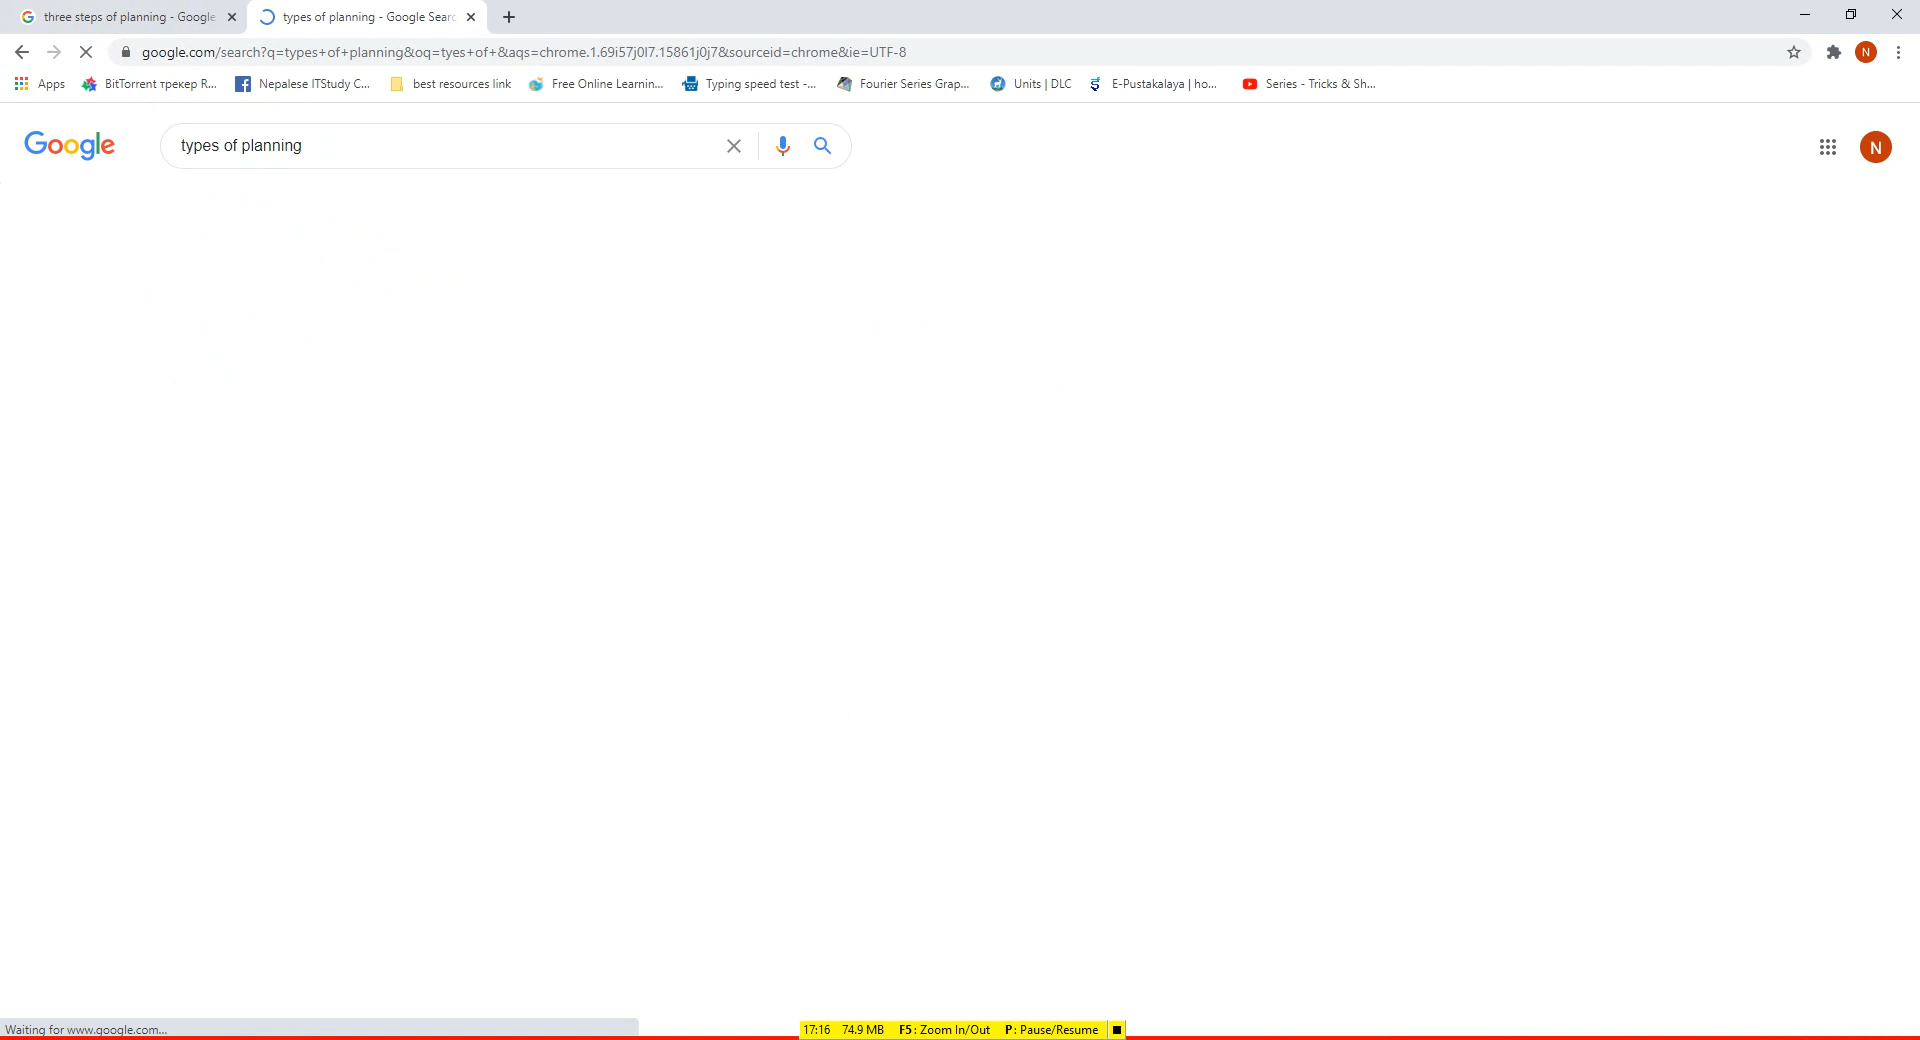 three steps of planning - Google
types of planning - Google Searc
google.com/search?q=types+of+planning&oq=tyes+of+&aqs=chrome.1.69i57j0l7.15861j0j7&sourceid=chrome&ie=UTF-8
N
Apps
BitTorrent трекер R...
Nepalese ITStudy C...
best resources link
Free Online Learnin...
Typing speed test -...
Fourier Series Grap...
Units | DLC
E-Pustakalaya | ho...
Series - Tricks & Sh...
Google
types of planning
N
Waiting for www.google.com...
17:16 74.9 MB F5: Zoom In/Out P: Pause/Resume